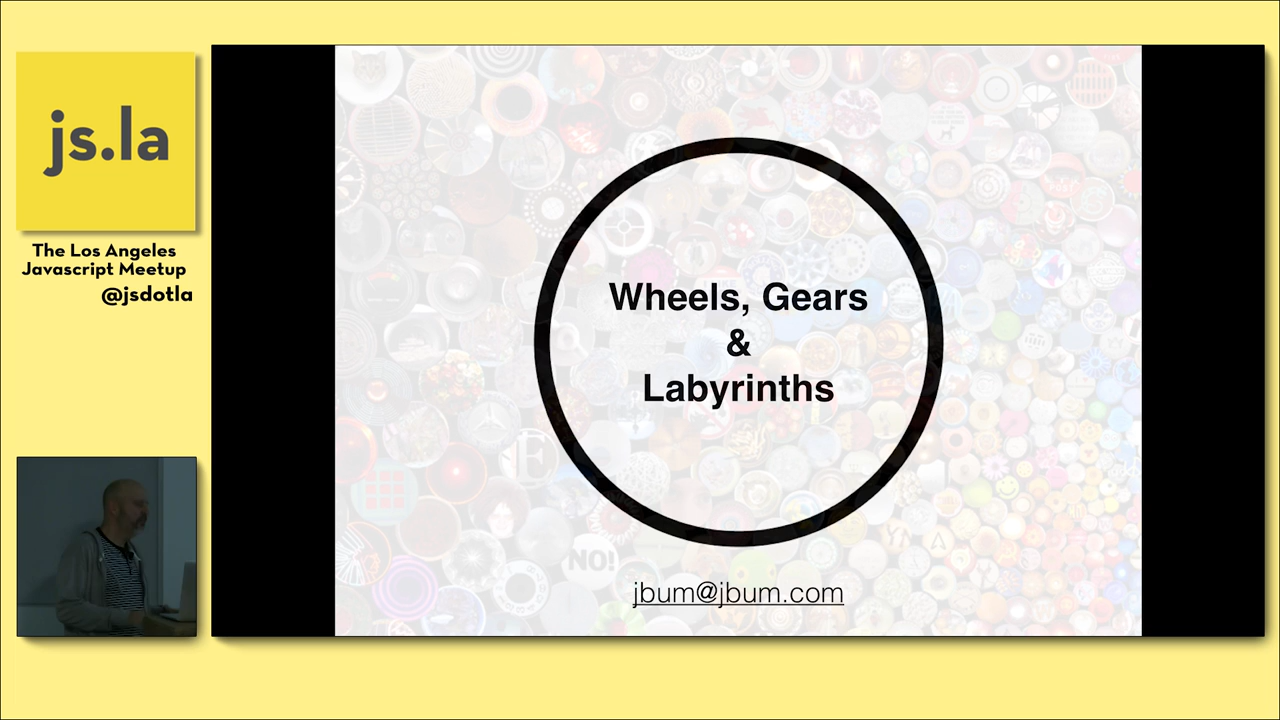 js.la
The Los Angeles
Javascript Meetup
@jsdotla
Wheels, Gears
&
Labyrinths
E
NO!
jbum@jbum.com